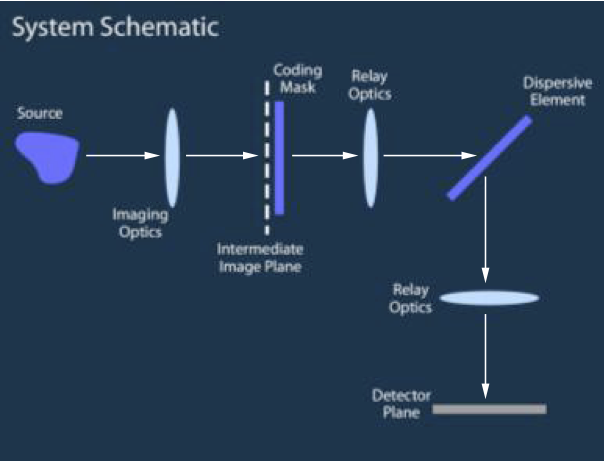 System Schematic
Coding
Mask
Relay
Optics
Dispersive
Element
Source
Imaging
Optics
Intermediate
Image Plane
Relay
Optics
Detector
Plane